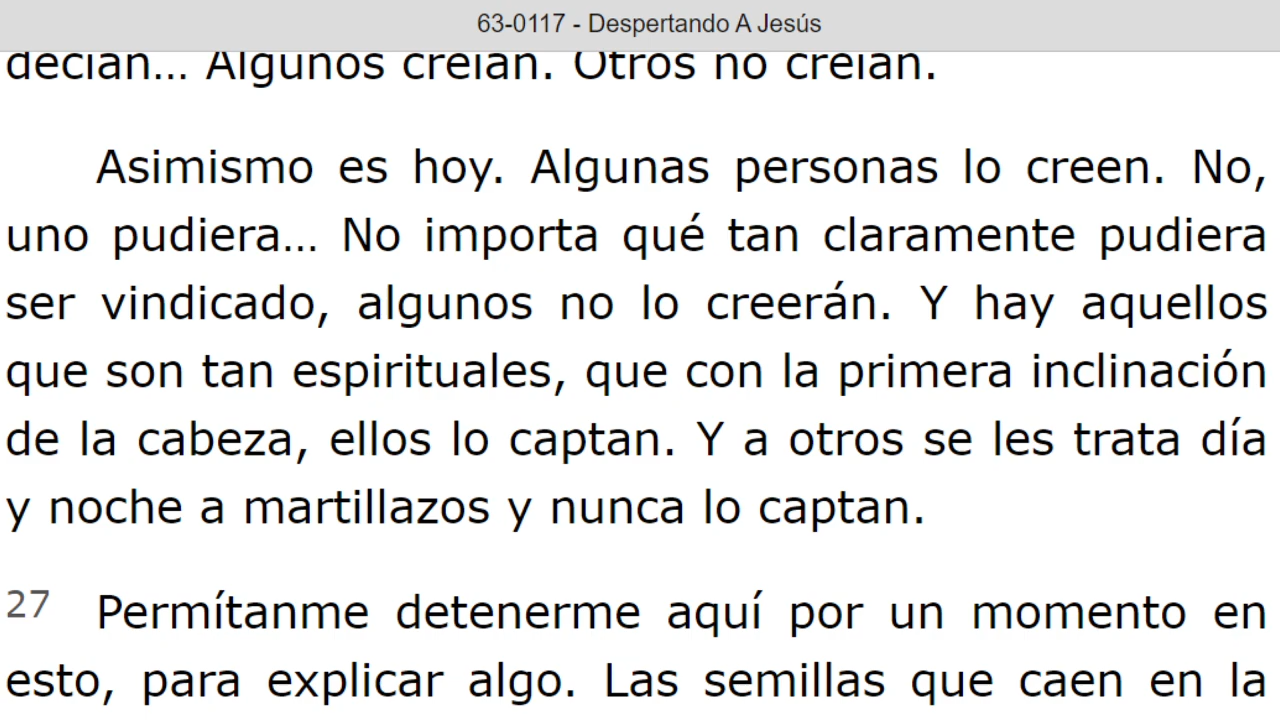 63-0117 - Despertando A Jesús
decían... Algunos creían. Otros no creían.
Asimismo es hoy. Algunas personas lo creen. No,
uno pudiera... No importa qué tan claramente pudiera
ser vindicado, algunos no lo creerán. Y hay aquellos
que son tan espirituales, que con la primera inclinación
de la cabeza, ellos lo captan. Y a otros se les trata día
y noche a martillazos y nunca lo captan.
27 Permítanme detenerme aquí por un momento en
esto, para explicar algo. Las semillas que caen en la